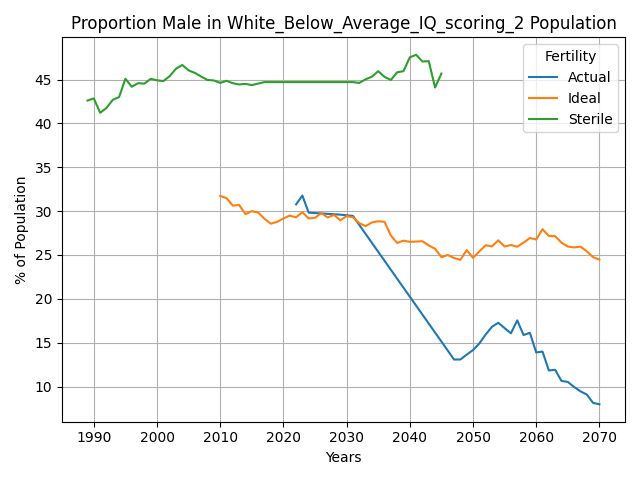 Proportion Male in White_Below_Average_IQ_scoring_2 Population
Fertility
Actual
Ideal
Sterile
% of Population
45
40
35
30
25
20
15
10
1990 2000 2010 2020 2030 2040 2050 2060 2070
Years